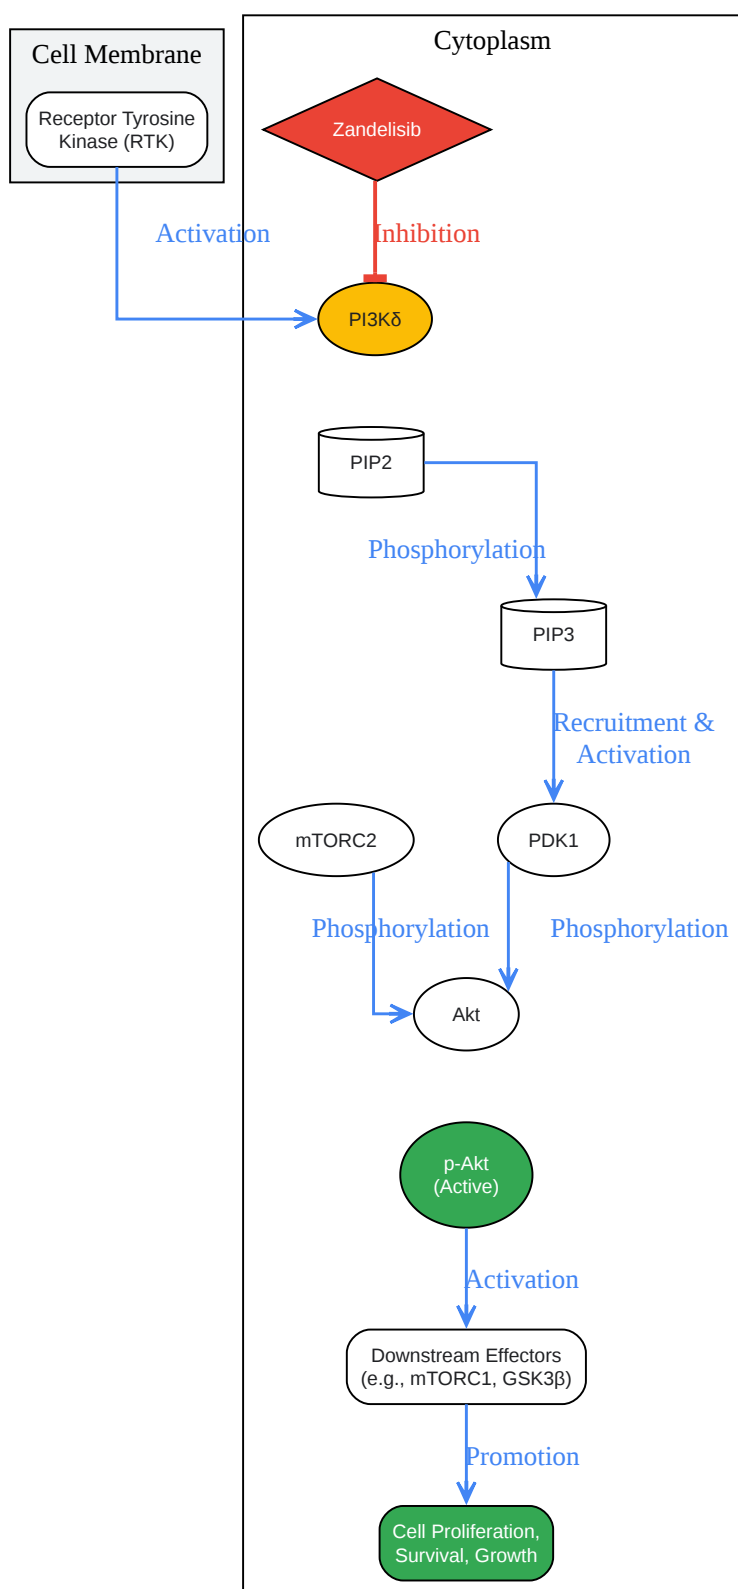 Cell Membrane
Cytoplasm
Receptor Tyrosine
Kinase (RTK)
Zandelisib
Activation
Inhibition
PI3Kδ
PIP2
Phosphorylation
PIP3
Recruitment &
Activation
mTORC2
PDK1
Phosphorylation
Phosphorylation
Akt
p-Akt
(Active)
Activation
Downstream Effectors
(e.g., mTORC1, GSK3β)
Promotion
Cell Proliferation,
Survival, Growth